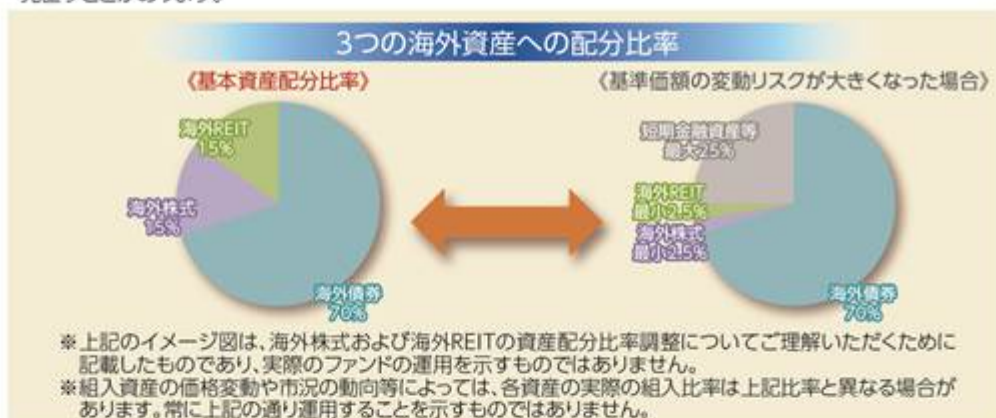 3つの海外資産への配分比率
《基本資産配分比率》
《基準価額の変動リスクが大きくなった場合》
海外REIT
15%
海外株式
15%
海外債券
70%
短期金融資産等
最大25%
海外REIT
最小2.5%
海外株式
最小2.5%
海外債券
70%
※上記のイメージ図は、海外株式および海外REITの資産配分比率調整についてご理解いただくために
記載したものであり、実際のファンドの運用を示すものではありません。
※組入資産の価格変動や市況の動向等によっては、各資産の実際の組入比率は上記比率と異なる場合が
あります。常に上記の通り運用することを示すものではありません。